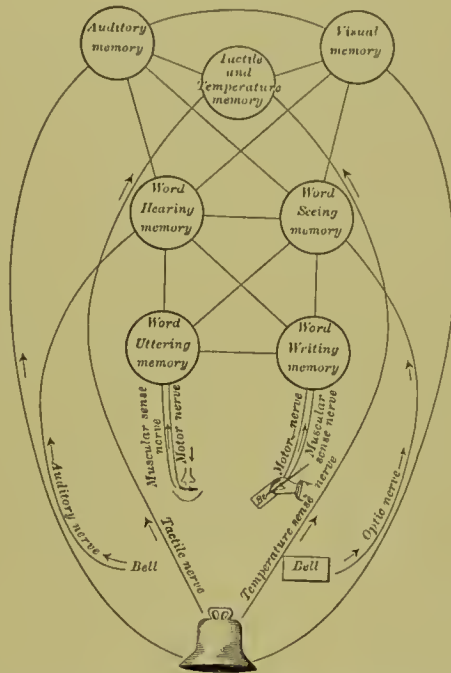 Auditory
memory
Visual
memory
Tactile
and
Temperature
memory
Word
Hearing
memory
Word
Seeing
memory
Word
Uttering
memory
Word
Writing
memory
Muscular sense
nerve
Motor nerve
Motor nerve
Muscular
sense nerve
Be
Auditory nerve
Tactile
nerve
Temperature sense
nerve
Optic nerve
Bell
Bell